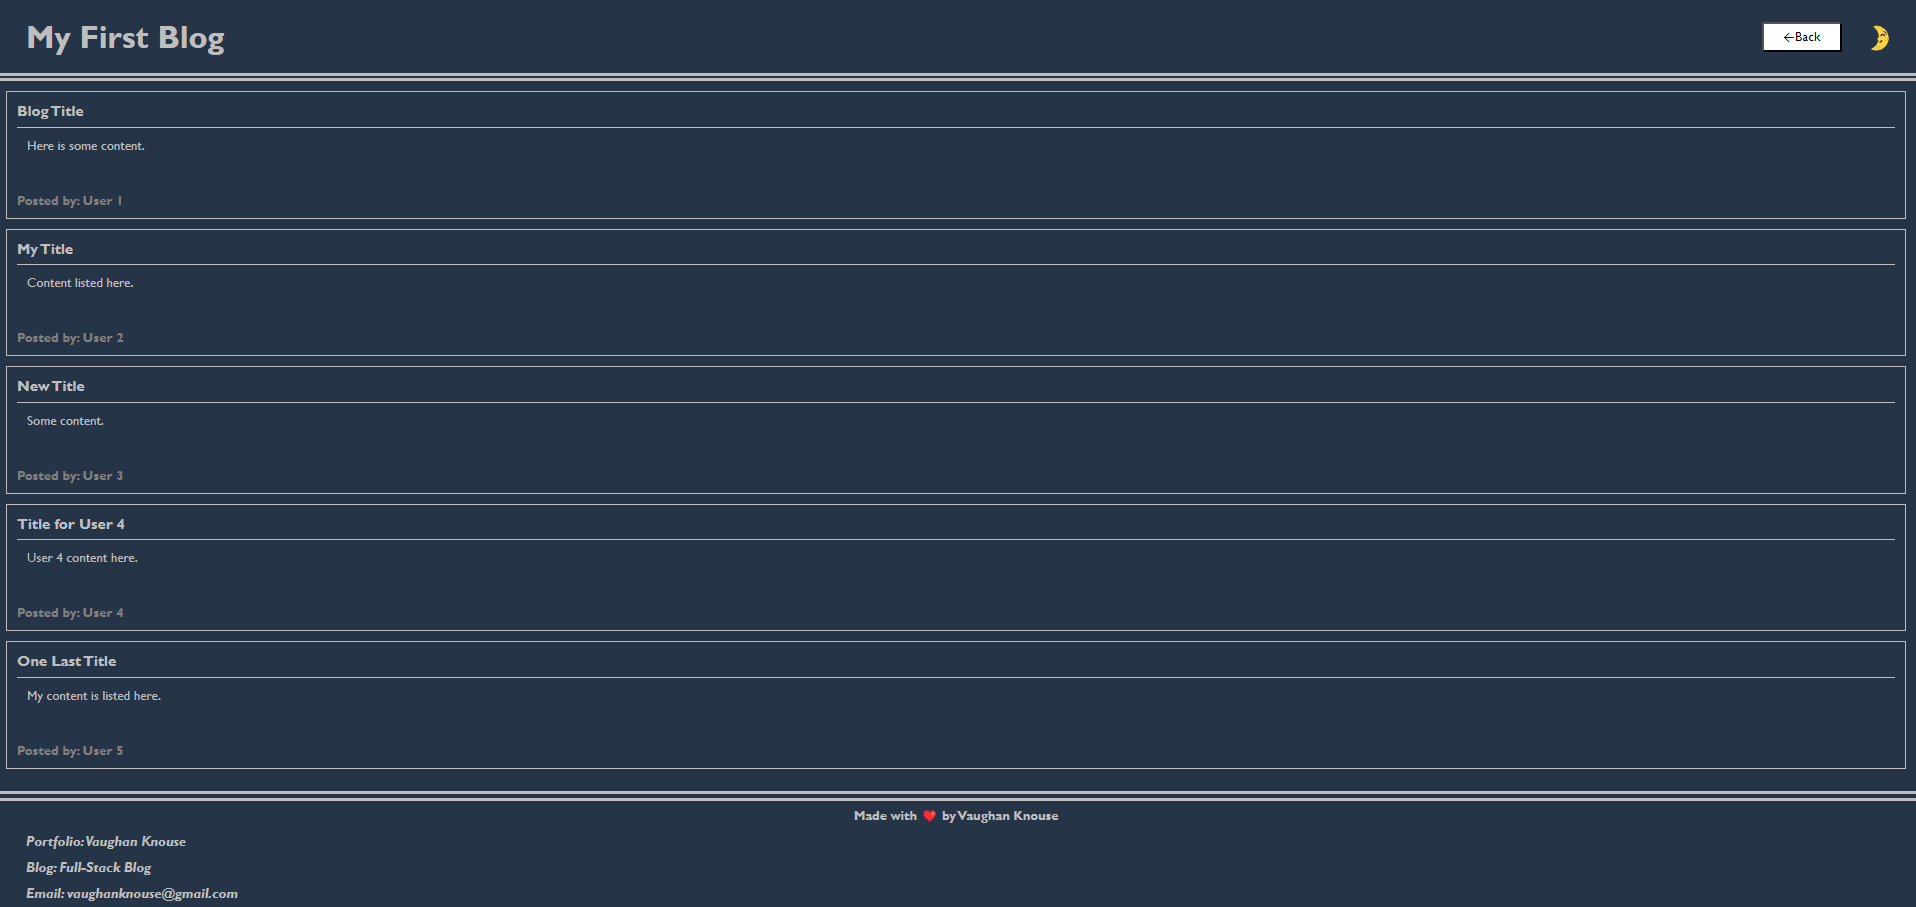 My First Blog
←Back
Blog Title
Here is some content.
Posted by: User 1
My Title
Content listed here.
Posted by: User 2
New Title
Some content.
Posted by: User 3
Title for User 4
User 4 content here.
Posted by: User 4
One Last Title
My content is listed here.
Posted by: User 5
Made with ❤️ by Vaughan Knouse
Portfolio: Vaughan Knouse
Blog: Full-Stack Blog
Email: vaughanknouse@gmail.com